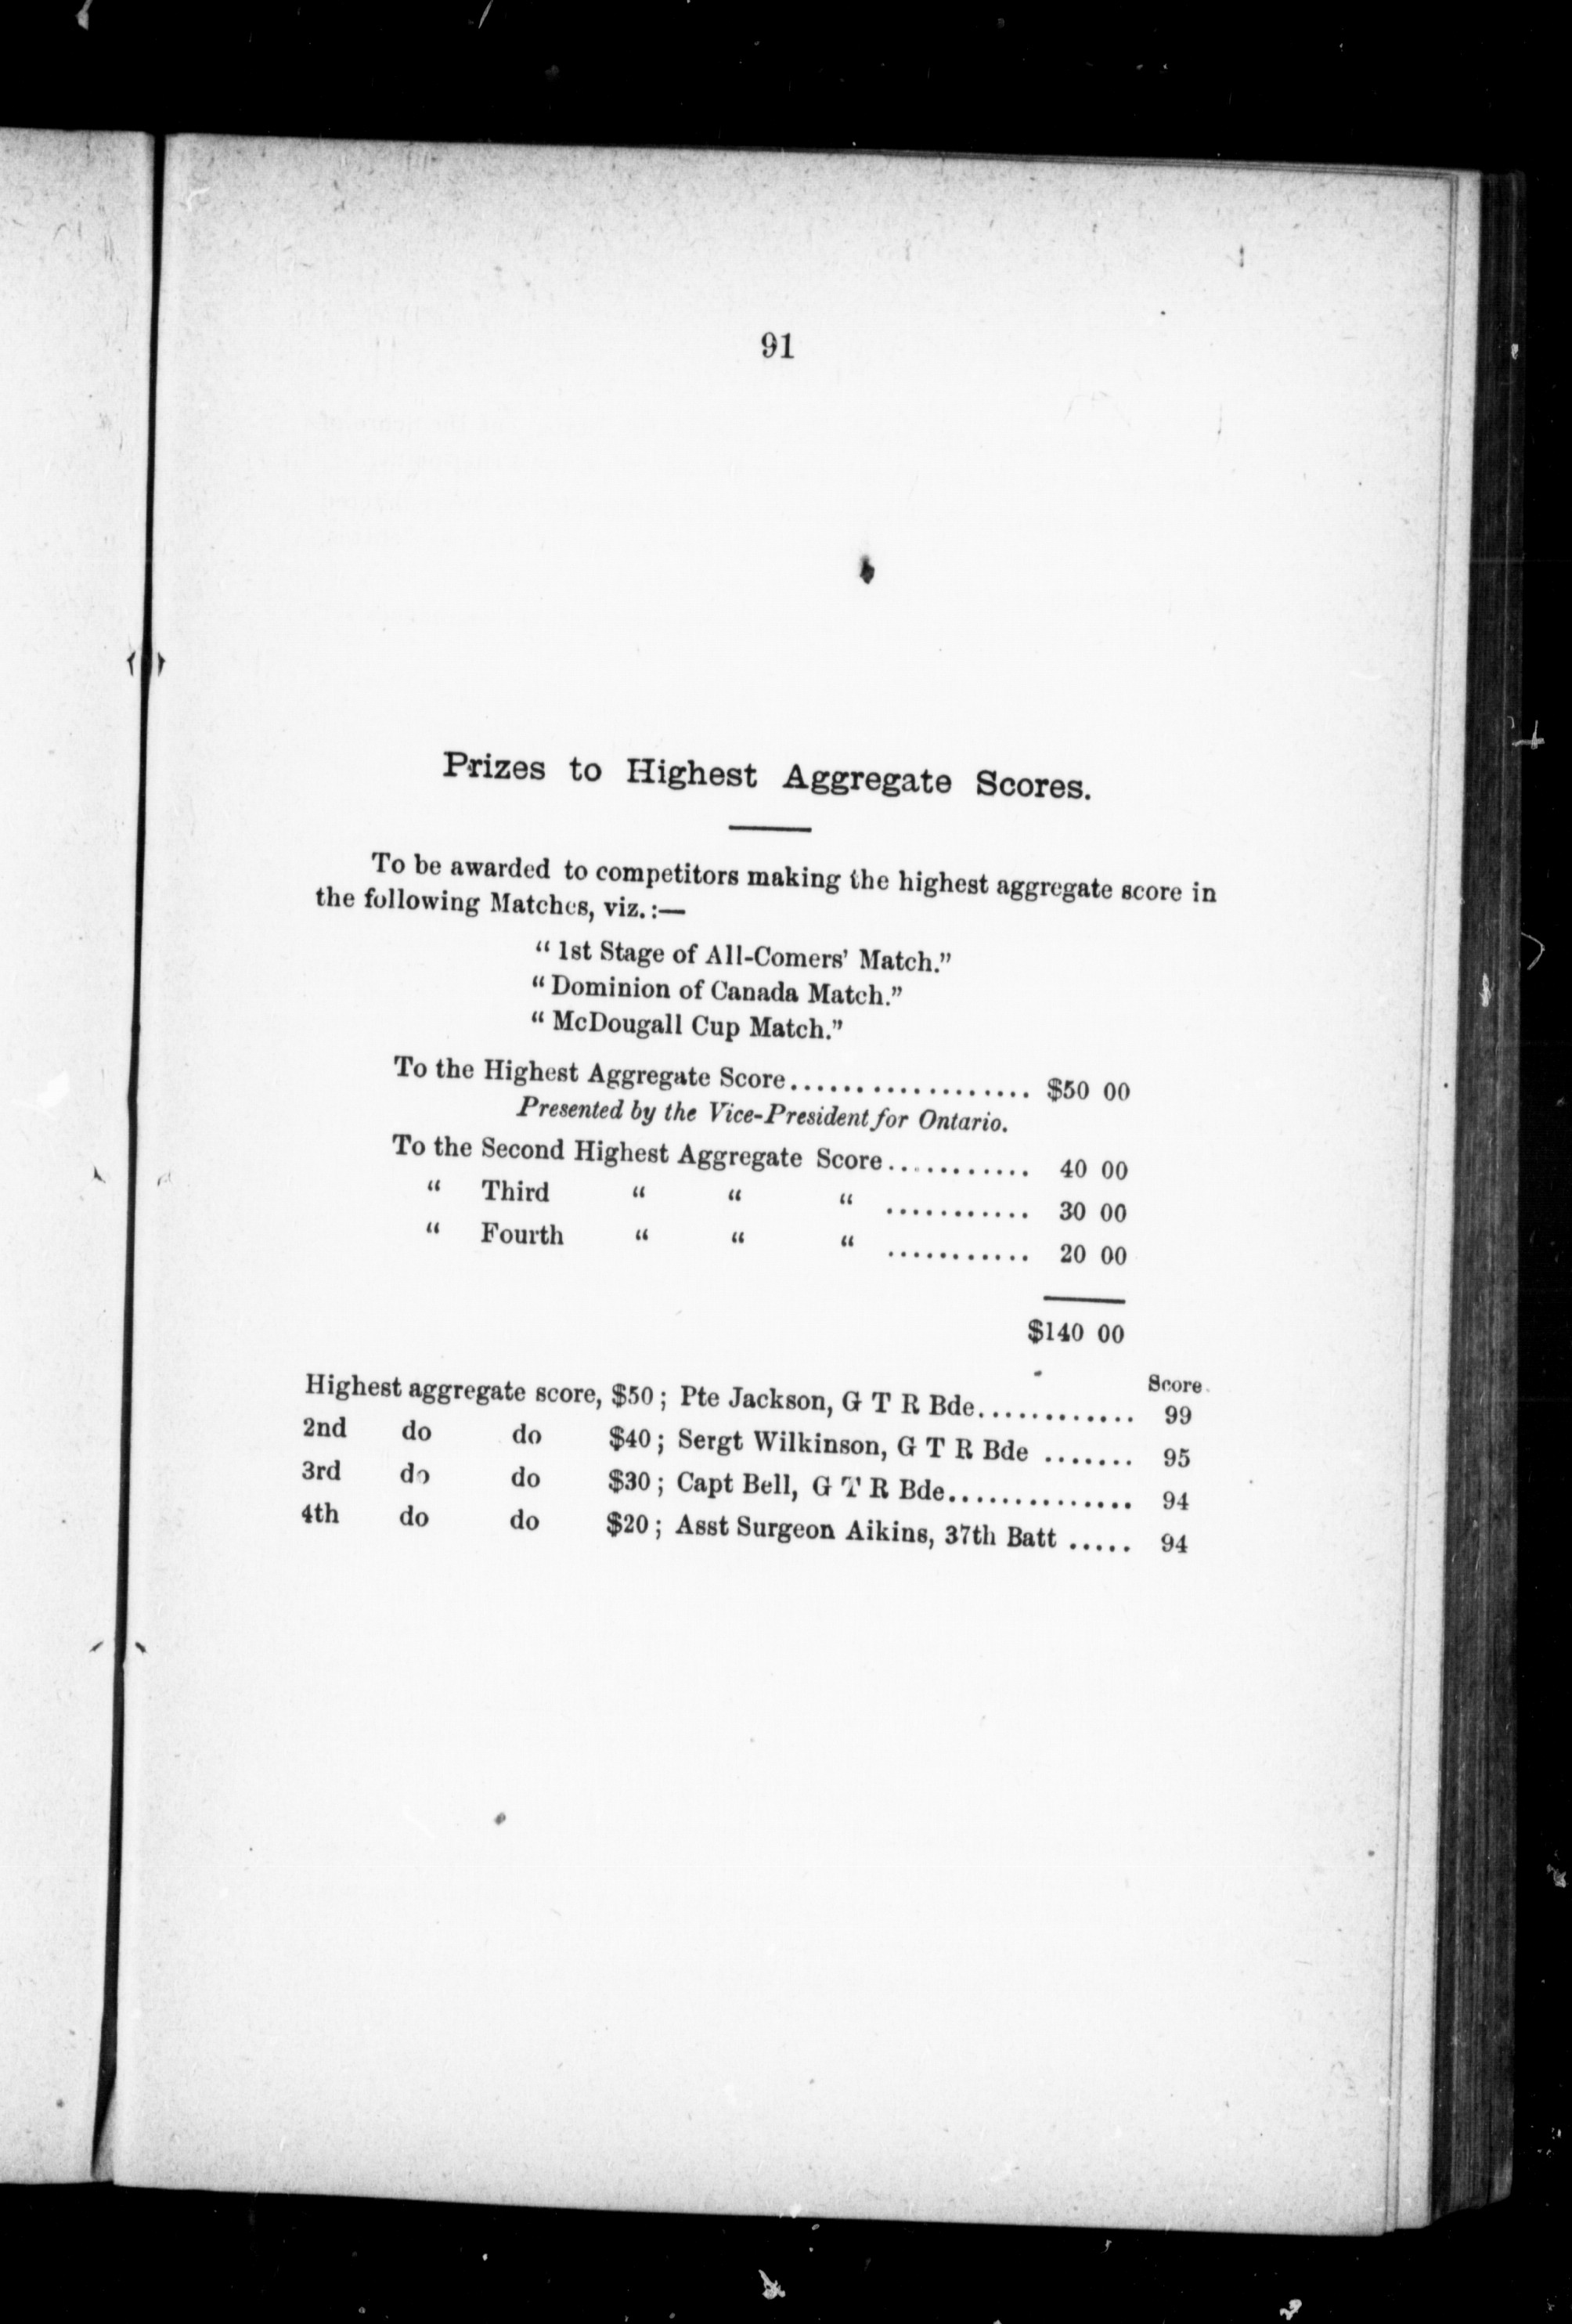 91
Prizes to Highest Aggregate Scores.
To be awarded to competitors making the highest aggregate score in
the following Matches, viz.:—
“ 1st Stage of All-Comers’ Match.”
“ Dominion of Canada Match.”
“ McDougall Cup Match.”
To the Highest Aggregate Score.................. $50 00
Presented by the Vice-President for Ontario.
To the Second Highest Aggregate Score........... 40 00
“ Third “ “ “ ........... 30 00
“ Fourth “ “ “ ........... 20 00
$140 00
Score.
Highest aggregate score, $50; Pte Jackson, G T R Bde............ 99
2nd do do $40; Sergt Wilkinson, G T R Bde ....... 95
3rd do do $30; Capt Bell, G T R Bde.............. 94
4th do do $20; Asst Surgeon Aikins, 37th Batt ..... 94